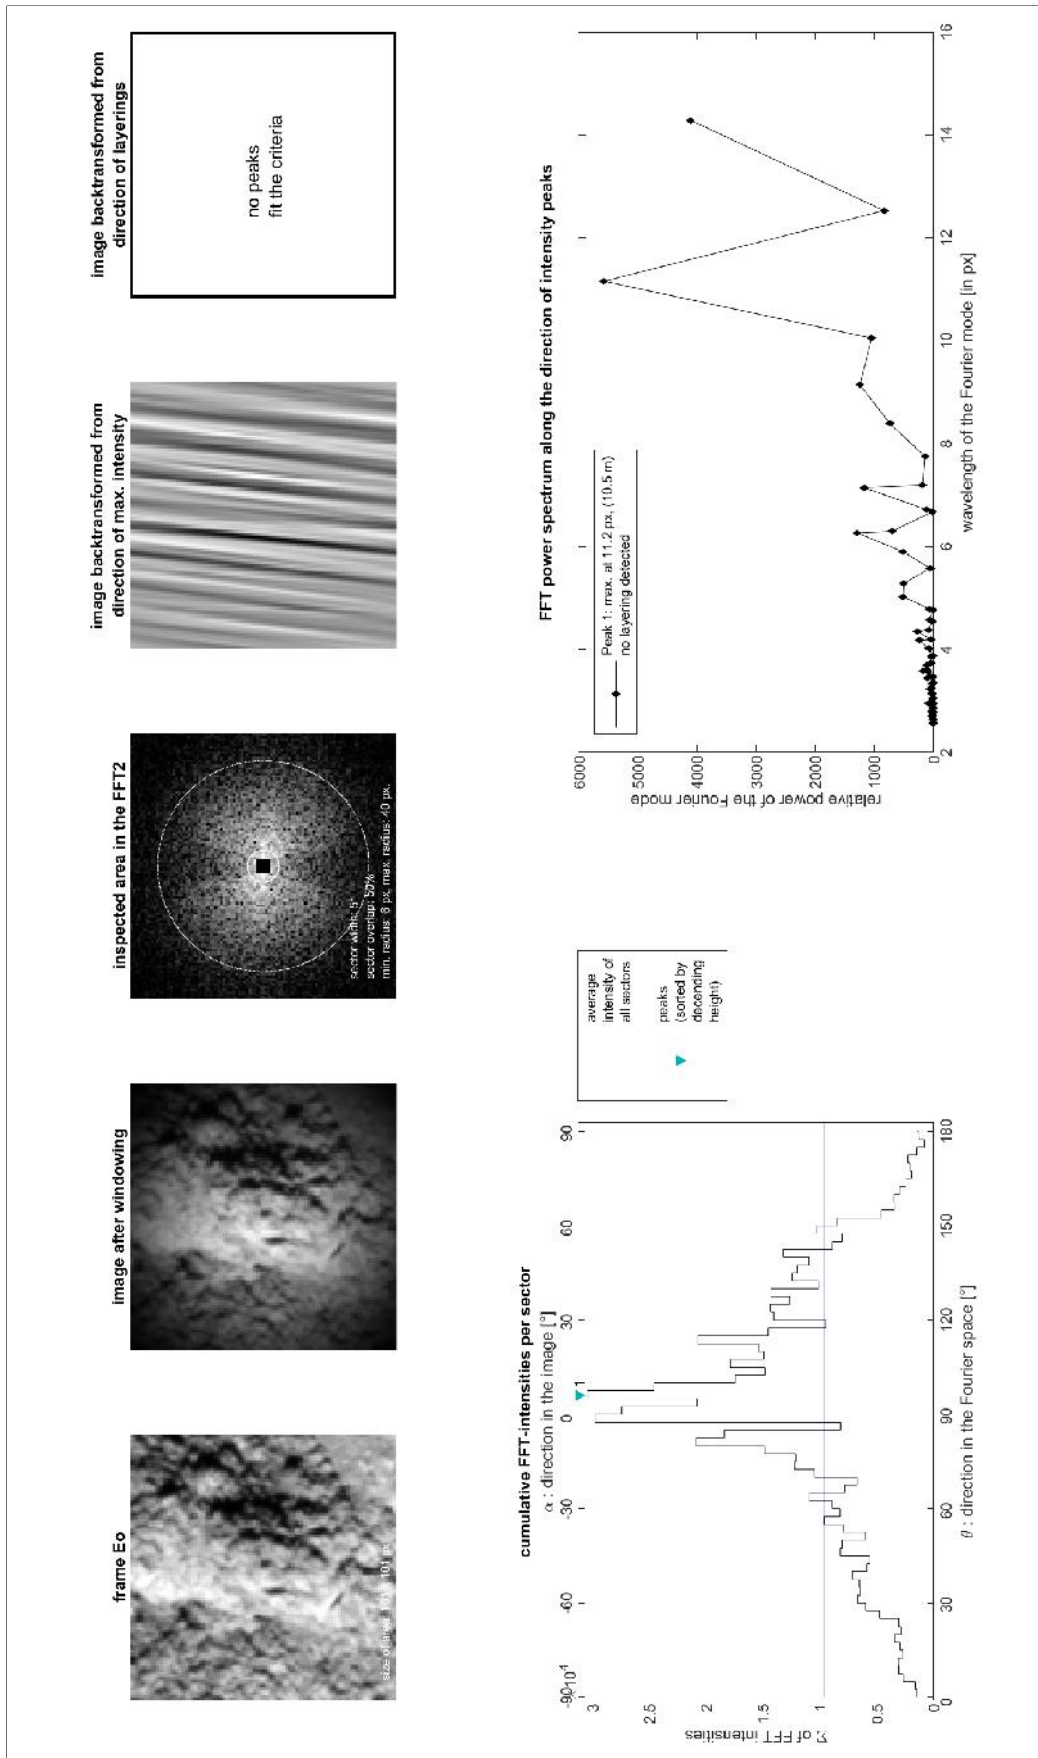 frame Eo
size of area: 101 x 101 px
image after windowing
inspected area in the FFT2
sector width: 5°
sector overlap: 50%
min. radius: 6 px, max. radius: 40 px,
image backtransformed from
direction of max. intensity
image backtransformed from
direction of layerings
no peaks
fit the criteria
cumulative FFT-intensities per sector
α : direction in the image [°]
-90 -60 -30 0 30 60 90
10⁴
1
3
2.5
2
1.5
1
0.5
0
Σ of FFT intensities
0 30 60 90 120 150 180
θ : direction in the Fourier space [°]
average
intensity of
all sectors
peaks
(sorted by
decending
height)
FFT power spectrum along the direction of intensity peaks
Peak 1: max. at 11.2 px, (10.5 m)
no layering detected
6000
5000
4000
3000
2000
1000
0
relative power of the Fourier mode
2 4 6 8 10 12 14 16
wavelength of the Fourier mode [in px]